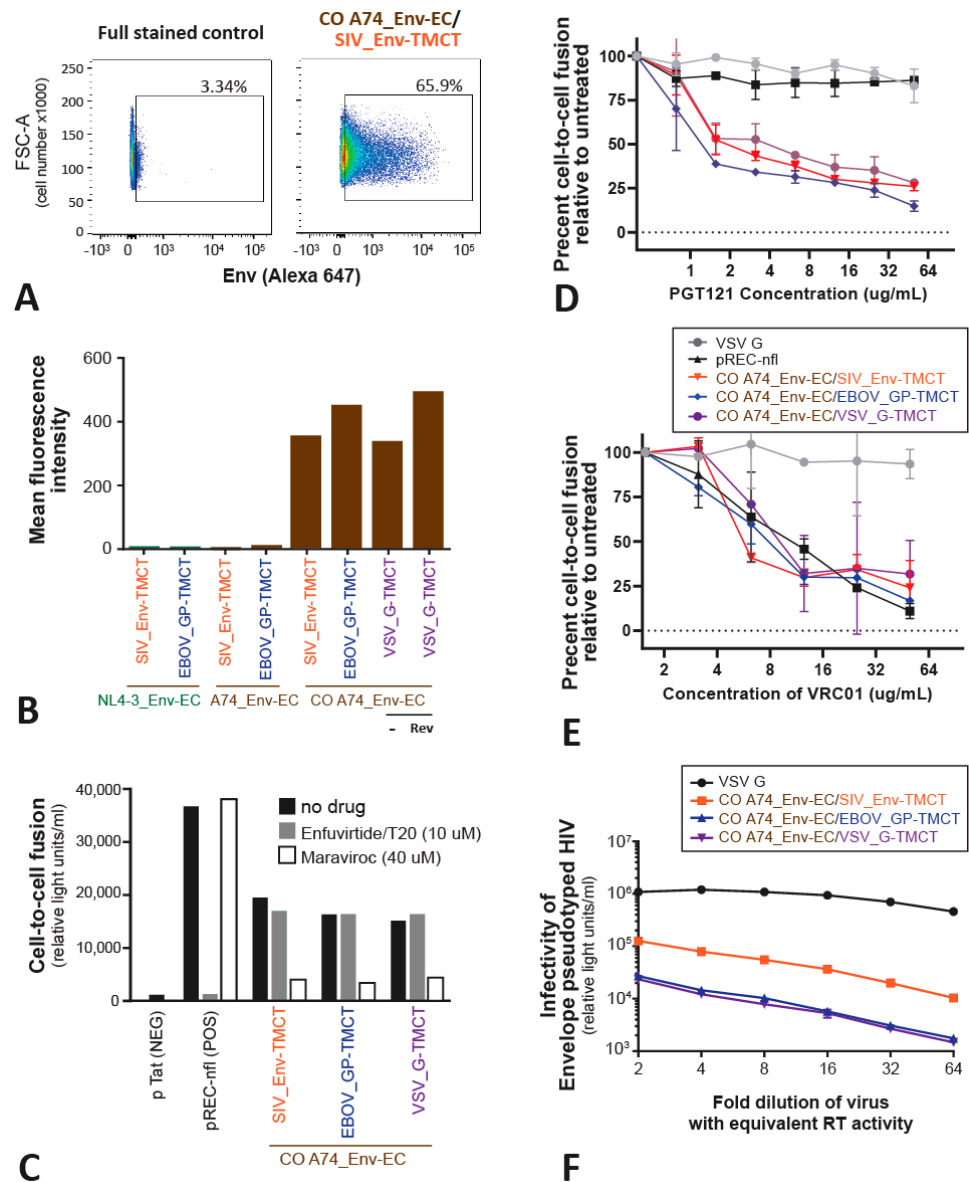 Full stained control
CO A74_Env-EC/
SIV_Env-TMCT
FSC-A
(cell number x1000)
250
200
150
100
50
0
3.34%
65.9%
-10³ 0 10³ 10⁴ 10⁵
-10³ 0 10³ 10⁴ 10⁵
Env (Alexa 647)
A
Mean fluorescence
intensity
600
400
200
0
SIV_Env-TMCT
EBOV_GP-TMCT
SIV_Env-TMCT
EBOV_GP-TMCT
SIV_Env-TMCT
EBOV_GP-TMCT
VSV_G-TMCT
VSV_G-TMCT
NL4-3_Env-EC
A74_Env-EC
CO A74_Env-EC
- Rev
B
Cell-to-cell fusion
(relative light units/ml)
40,000
30,000
20,000
10,000
0
no drug
Enfuvirtide/T20 (10 uM)
Maraviroc (40 uM)
p Tat (NEG)
pREC-nfl (POS)
SIV_Env-TMCT
EBOV_GP-TMCT
VSV_G-TMCT
CO A74_Env-EC
C
Precent cell-to-cell fusion
relative to untreated
100
75
50
25
0
1 2 4 8 16 32 64
PGT121 Concentration (ug/mL)
D
VSV G
pREC-nfl
CO A74_Env-EC/SIV_Env-TMCT
CO A74_Env-EC/EBOV_GP-TMCT
CO A74_Env-EC/VSV_G-TMCT
Precent cell-to-cell fusion
relative to untreated
100
75
50
25
0
2 4 8 16 32 64
Concentration of VRC01 (ug/mL)
E
VSV G
CO A74_Env-EC/SIV_Env-TMCT
CO A74_Env-EC/EBOV_GP-TMCT
CO A74_Env-EC/VSV_G-TMCT
Infectivity of
Envelope pseudotyped HIV
(relative light units/ml)
10⁷
10⁶
10⁵
10⁴
10³
2 4 8 16 32 64
Fold dilution of virus
with equivalent RT activity
F